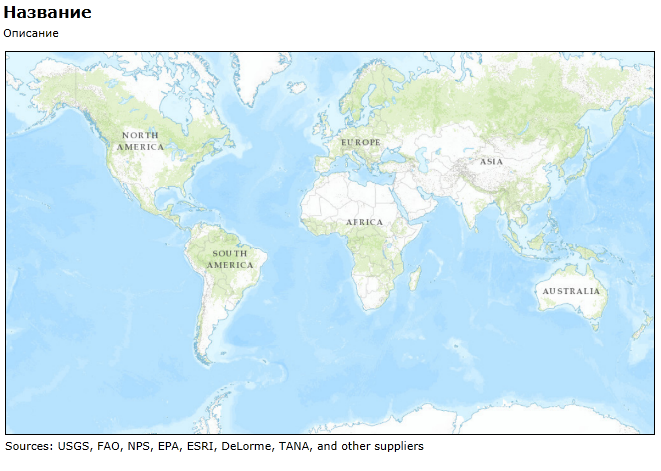 Название
Описание
NORTH
AMERICA
EUROPE
ASIA
AFRICA
SOUTH
AMERICA
AUSTRALIA
Sources: USGS, FAO, NPS, EPA, ESRI, DeLorme, TANA, and other suppliers